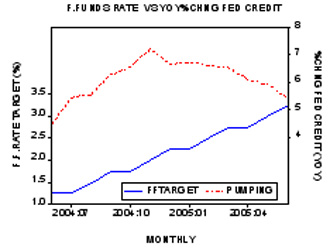 F.FUNDS RATE VS YOY%CHNG FED CREDIT
8
7
6
5
4
3.5
3.0
2.5
2.0
1.5
1.0
F.F.RATE TARGET (%)
%CHNG FED CREDIT(YOY)
FFTARGET PUMPING
2004:07 2004:10 2005:01 2005:04
MONTHLY